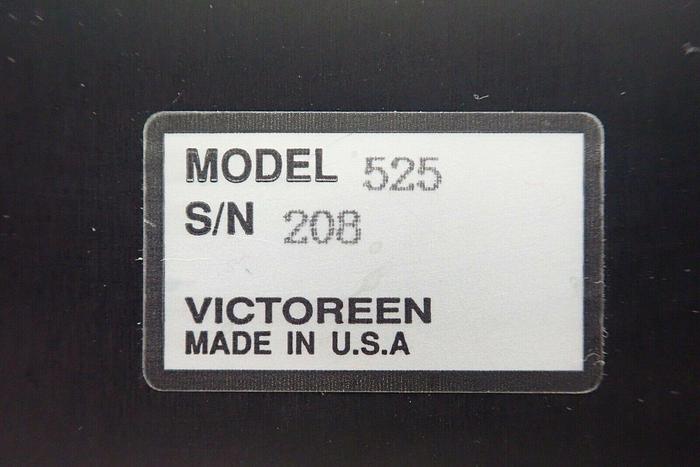 MODEL 525
S/N 208
VICTOREEN
MADE IN U.S.A